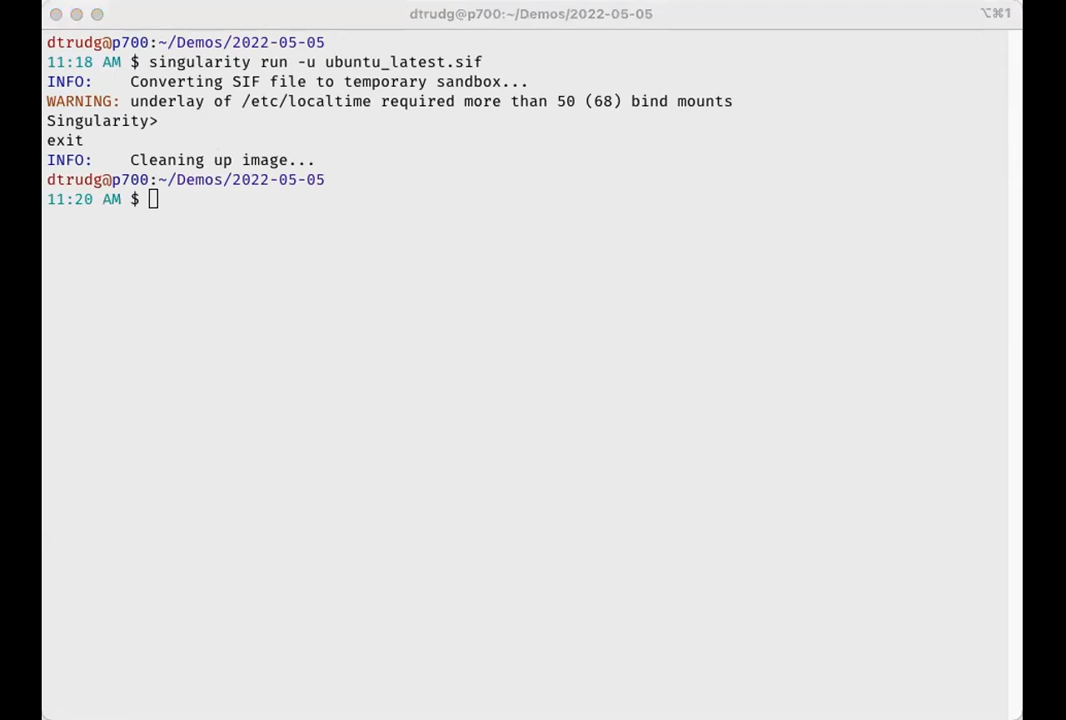 dtrudg@p700:~/Demos/2022-05-05
⌥⌘1
dtrudg@p700:~/Demos/2022-05-05
11:18 AM $ singularity run -u ubuntu_latest.sif
INFO:    Converting SIF file to temporary sandbox...
WARNING: underlay of /etc/localtime required more than 50 (68) bind mounts
Singularity>
exit
INFO:    Cleaning up image...
dtrudg@p700:~/Demos/2022-05-05
11:20 AM $